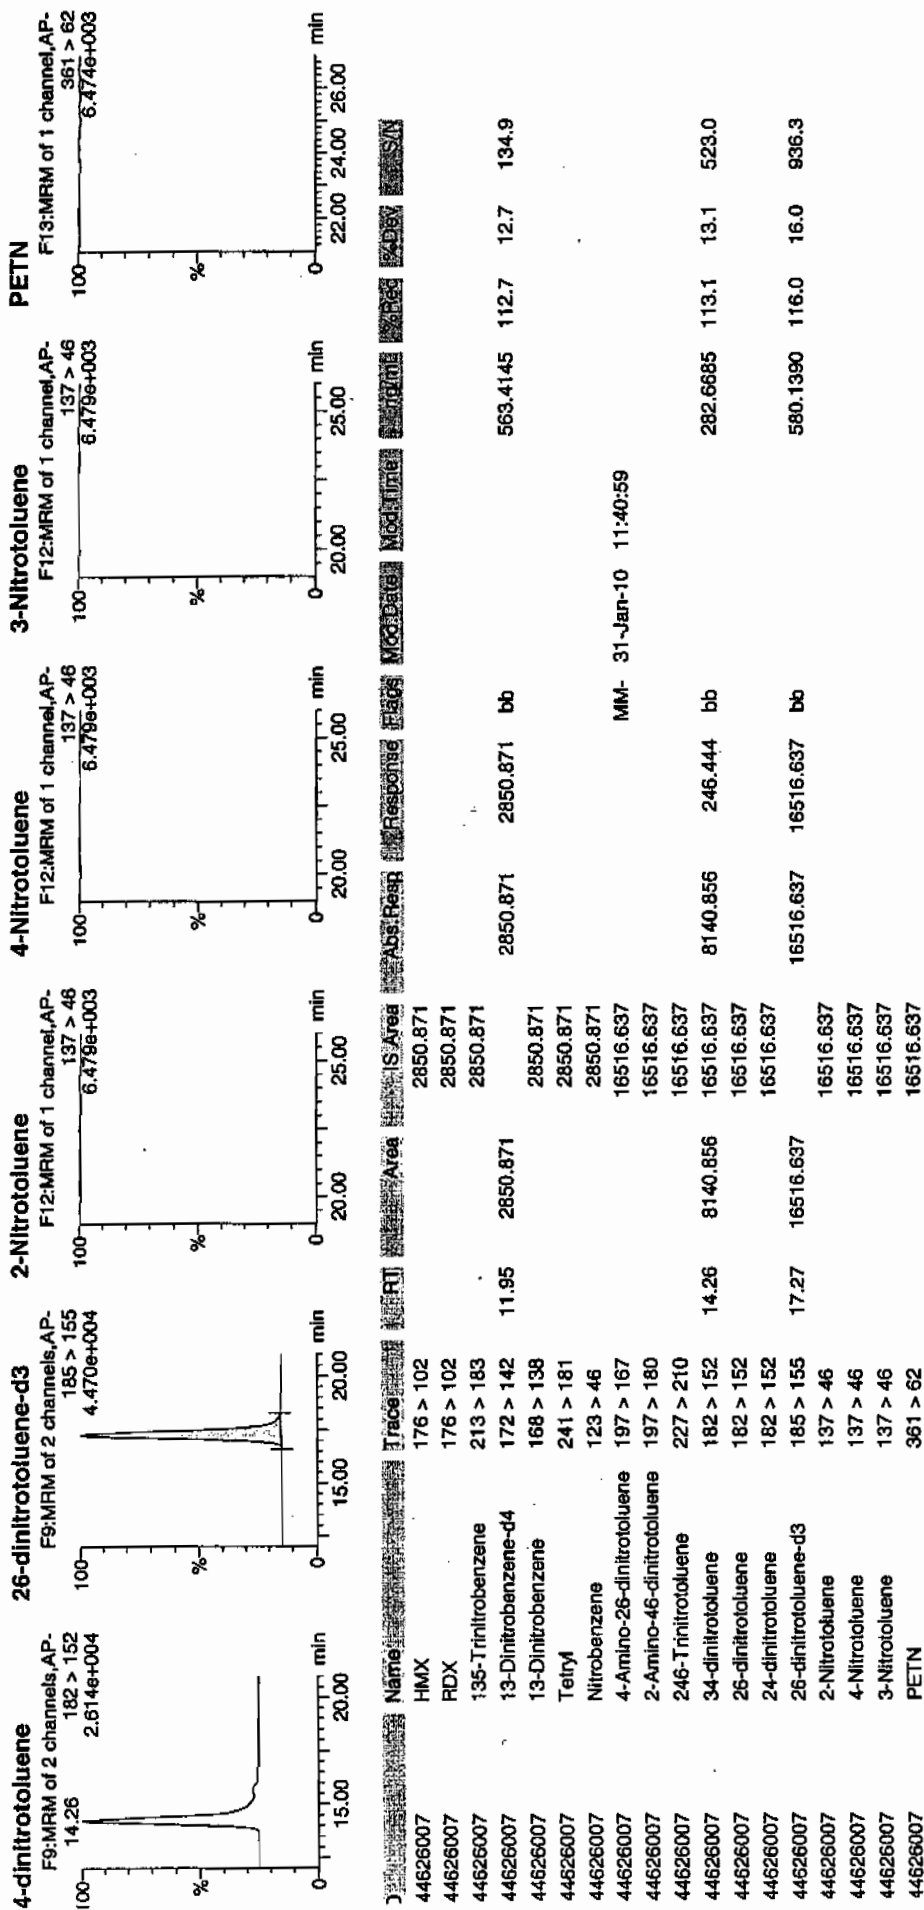 4-dinitrotoluene
F9:MRM of 2 channels,AP-
14.26 182 > 152
2.614e+004
100
%
0
15.00 20.00 min
26-dinitrotoluene-d3
F9:MRM of 2 channels,AP-
185 > 155
4.470e+004
100
%
0
15.00 20.00 min
2-Nitrotoluene
F12:MRM of 1 channel,AP-
137 > 46
6.479e+003
100
%
0
20.00 25.00 min
4-Nitrotoluene
F12:MRM of 1 channel,AP-
137 > 46
6.479e+003
100
%
0
20.00 25.00 min
3-Nitrotoluene
F12:MRM of 1 channel,AP-
137 > 46
6.479e+003
100
%
0
20.00 25.00 min
PETN
F13:MRM of 1 channel,AP-
361 > 62
6.474e+003
100
%
0
22.00 24.00 26.00 min
Name Trace RT Area IS Area Abs.Resp Response Flags Mod.Date Mod.Time ng/mL %Rec %Dev S/N
44626007 HMX 176 > 102 2850.871
44626007 RDX 176 > 102 2850.871
44626007 135-Trinitrobenzene 213 > 183 2850.871
44626007 13-Dinitrobenzene-d4 172 > 142 11.95 2850.871 2850.871 2850.871 bb 563.4145 112.7 12.7 134.9
44626007 13-Dinitrobenzene 168 > 138 2850.871
44626007 Tetryl 241 > 181 2850.871
44626007 Nitrobenzene 123 > 46 2850.871
44626007 4-Amino-26-dinitrotoluene 197 > 167 16516.637 MM- 31-Jan-10 11:40:59
44626007 2-Amino-46-dinitrotoluene 197 > 180 16516.637
44626007 246-Trinitrotoluene 227 > 210 16516.637
44626007 34-dinitrotoluene 182 > 152 14.26 8140.856 16516.637 8140.856 246.444 bb 282.6685 113.1 13.1 523.0
44626007 26-dinitrotoluene 182 > 152 16516.637
44626007 24-dinitrotoluene 182 > 152 16516.637
44626007 26-dinitrotoluene-d3 185 > 155 17.27 16516.637 16516.637 16516.637 bb 580.1390 116.0 16.0 936.3
44626007 2-Nitrotoluene 137 > 46 16516.637
44626007 4-Nitrotoluene 137 > 46 16516.637
44626007 3-Nitrotoluene 137 > 46 16516.637
44626007 PETN 361 > 62 16516.637